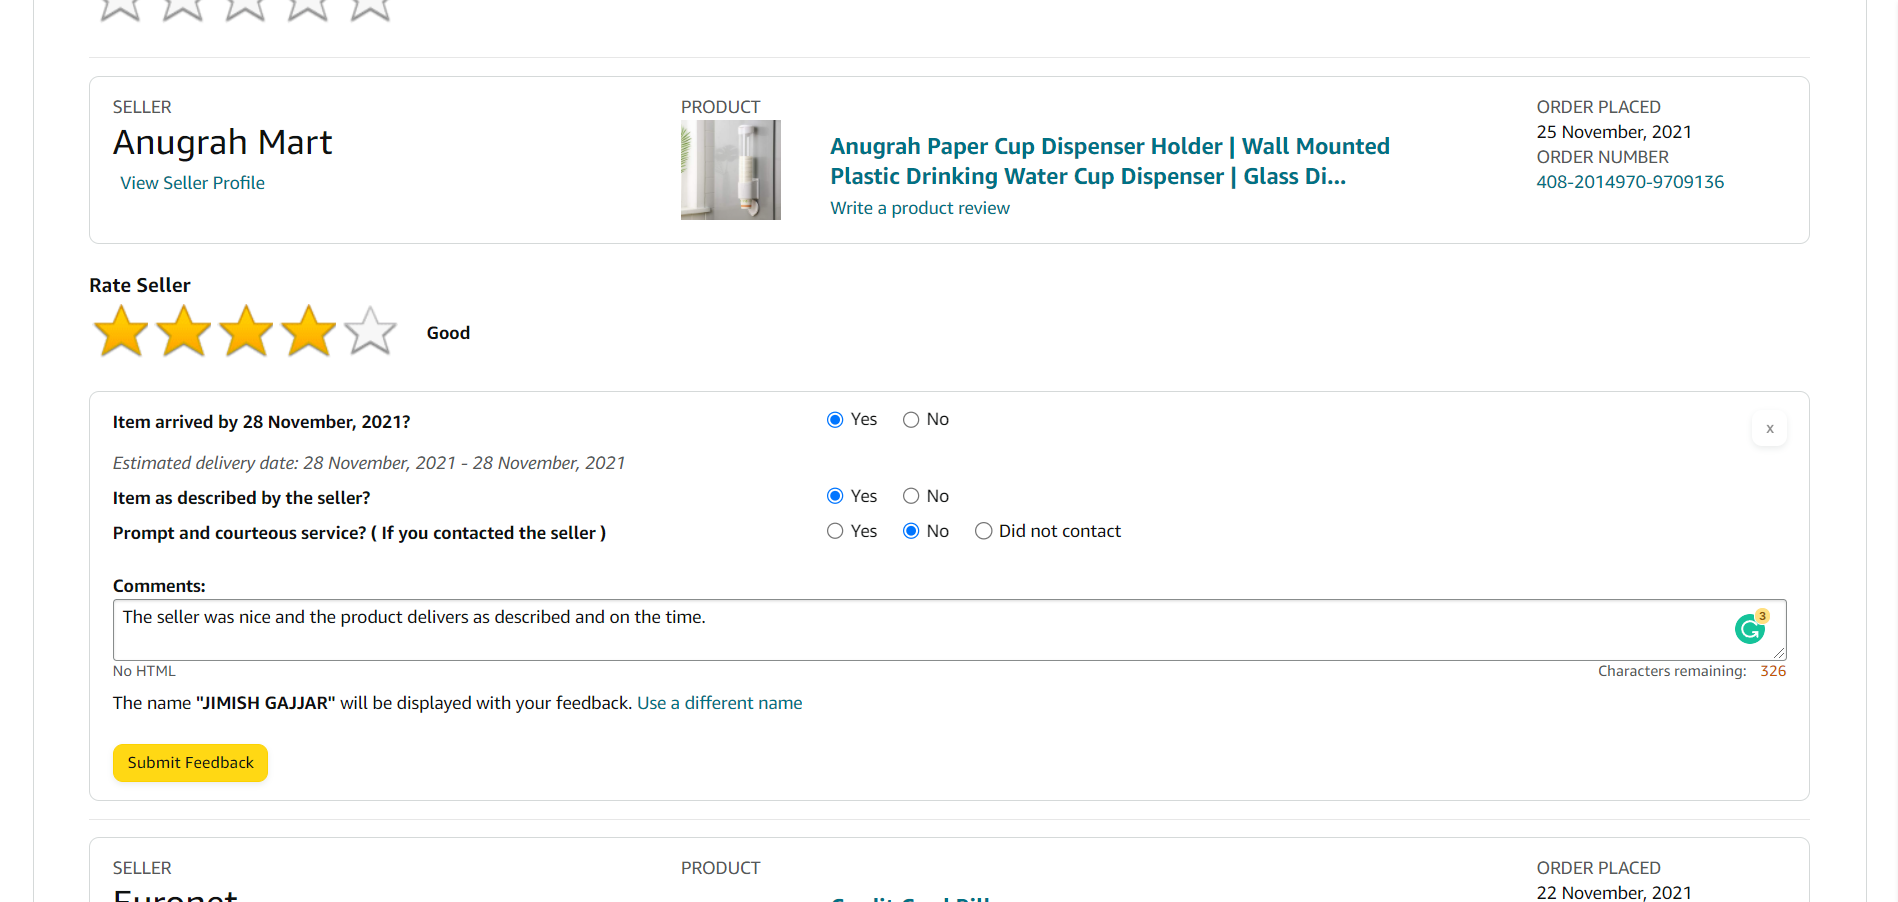 SELLER
Anugrah Mart
View Seller Profile
PRODUCT
Anugrah Paper Cup Dispenser Holder | Wall Mounted
Plastic Drinking Water Cup Dispenser | Glass Di...
Write a product review
ORDER PLACED
25 November, 2021
ORDER NUMBER
408-2014970-9709136
Rate Seller
Good
Item arrived by 28 November, 2021? Yes No
x
Estimated delivery date: 28 November, 2021 - 28 November, 2021
Item as described by the seller? Yes No
Prompt and courteous service? ( If you contacted the seller ) Yes No Did not contact
Comments:
The seller was nice and the product delivers as described and on the time.
3
No HTML
Characters remaining: 326
The name "JIMISH GAJJAR" will be displayed with your feedback. Use a different name
Submit Feedback
SELLER
Euronet
PRODUCT
Credit Card Bill
ORDER PLACED
22 November, 2021